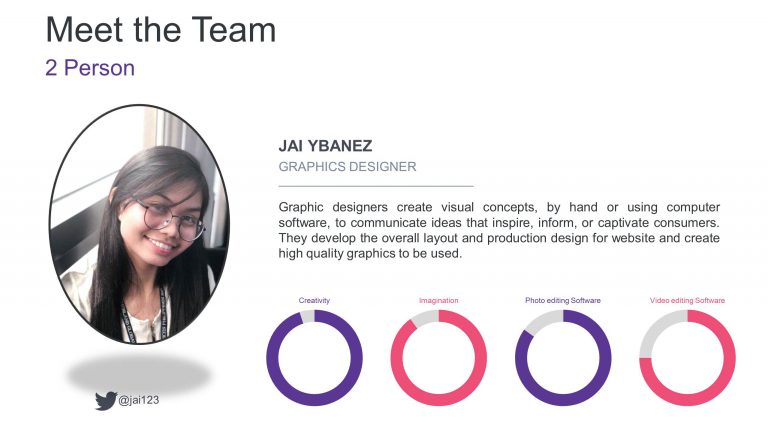 Meet the Team
2 Person
JAI YBANEZ
GRAPHICS DESIGNER
Graphic designers create visual concepts, by hand or using computer
software, to communicate ideas that inspire, inform, or captivate consumers.
They develop the overall layout and production design for website and create
high quality graphics to be used.
Creativity
Imagination
Photo editing Software
Video editing Software
@jai123